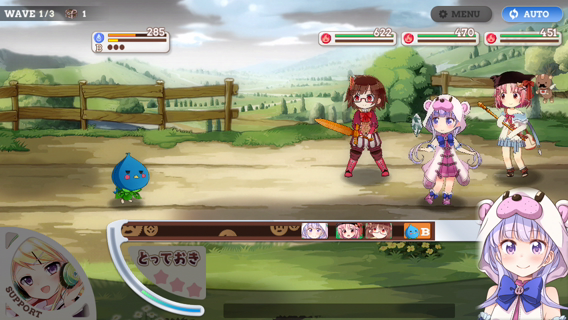 WAVE 1/3 1
MENU
AUTO
285
B
622
470
451
B
とっておき
SUPPORT